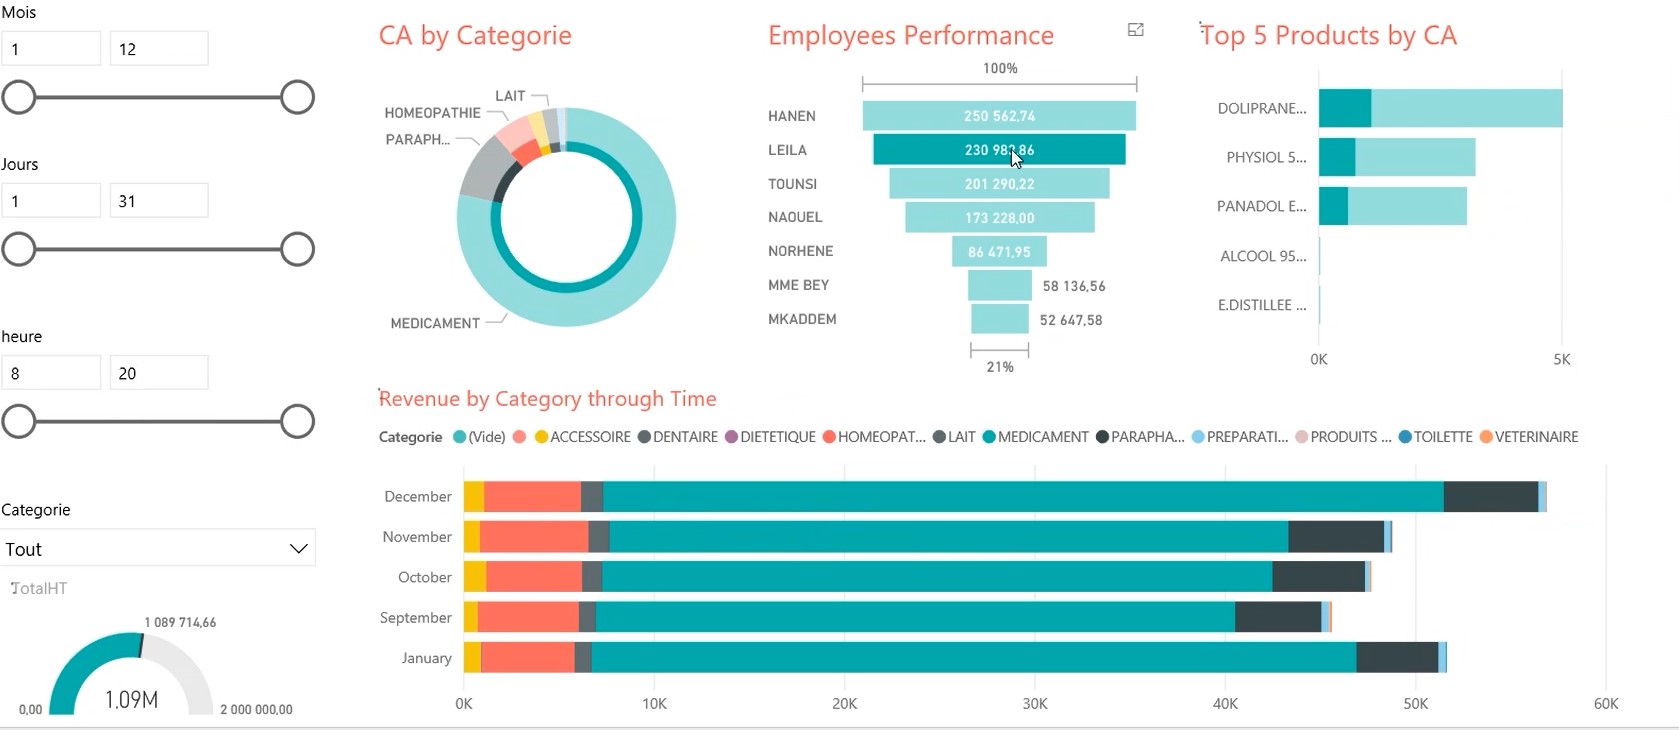 Mois
1
12
Jours
1
31
heure
8
20
Categorie
Tout
TotalHT
1 089 714,66
1,09M
0,00
2 000 000,00
CA by Categorie
LAIT
HOMEOPATHIE
PARAPH...
MEDICAMENT
Employees Performance
100%
HANEN 250 562,74
LEILA
TOUNSI 201 290,22
NAOUEL 173 228,00
NORHENE 86 471,95
MME BEY 58 136,56
MKADDEM 52 647,58
21%
Top 5 Products by CA
DOLIPRANE...
PHYSIOL 5...
PANADOL E...
ALCOOL 95...
E.DISTILLEE ...
0K 5K
Revenue by Category through Time
Categorie (Vide) ACCESSOIRE DENTAIRE DIETETIQUE HOMEOPAT... LAIT MEDICAMENT PARAPHA... PREPARATI... PRODUITS ... TOILETTE VETERINAIRE
December
November
October
September
January
0K 10K 20K 30K 40K 50K 60K